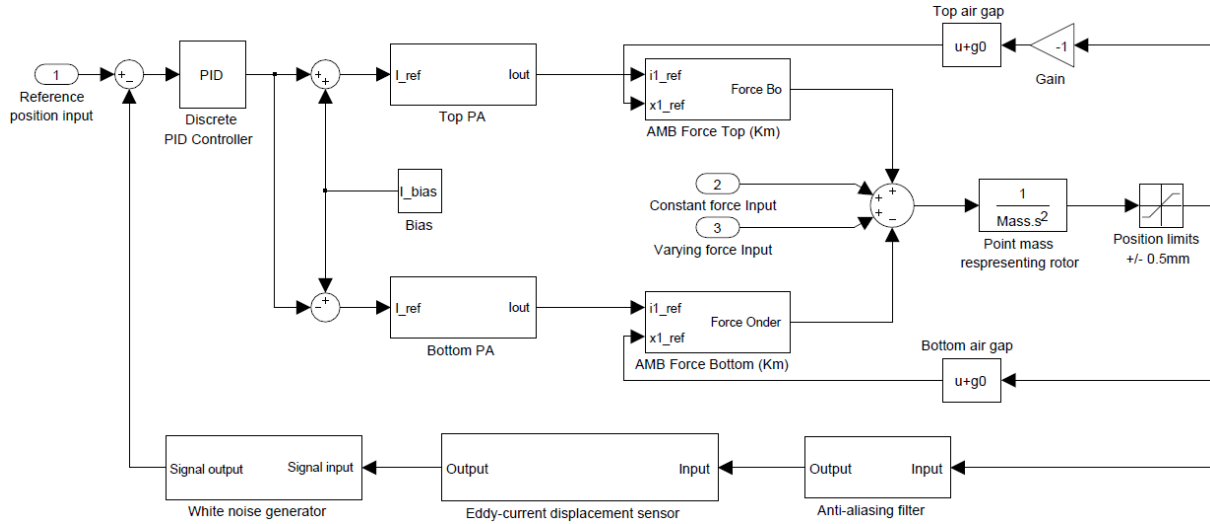 Top air gap
u+g0
-1
Gain
1
Reference
position input
+
−
PID
Discrete
PID Controller
+
+
I_ref
Iout
Top PA
i1_ref
x1_ref
Force Bo
AMB Force Top (Km)
I_bias
Bias
2
Constant force Input
3
Varying force Input
+
+
+
−
1
Mass.s2
Point mass
respresenting rotor
Position limits
+/- 0.5mm
−
+
I_ref
Iout
Bottom PA
i1_ref
x1_ref
Force Onder
AMB Force Bottom (Km)
Bottom air gap
u+g0
Signal output
Signal input
White noise generator
Output
Input
Eddy-current displacement sensor
Output
Input
Anti-aliasing filter